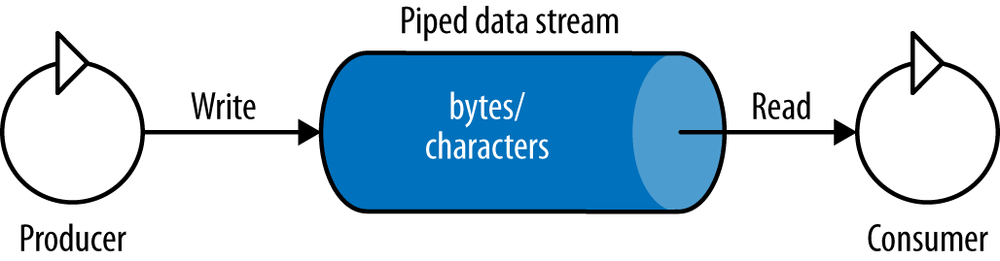 Piped data stream
Write
bytes/
characters
Read
Producer
Consumer